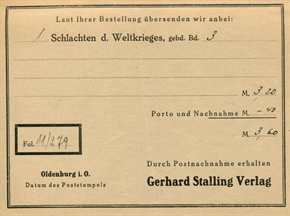 Laut Ihrer Bestellung übersenden wir anbei:
1 Schlachten d. Weltkrieges, gebd. Bd. 3
M. 3,20
Porto und Nachnahme M. –40
M. 3,60
Fol. 11/279
Oldenburg i. O.
Datum des Poststempels
Durch Postnachnahme erhalten
Gerhard Stalling Verlag